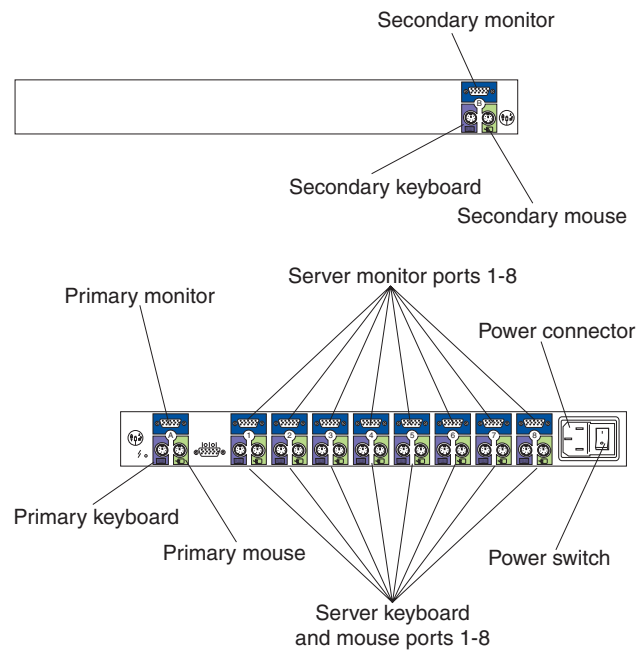 Secondary monitor
B
Secondary keyboard
Secondary mouse
Server monitor ports 1-8
Primary monitor
Power connector
A
1 2 3 4 5 6 7 8
Primary keyboard
Primary mouse
Power switch
Server keyboard
and mouse ports 1-8